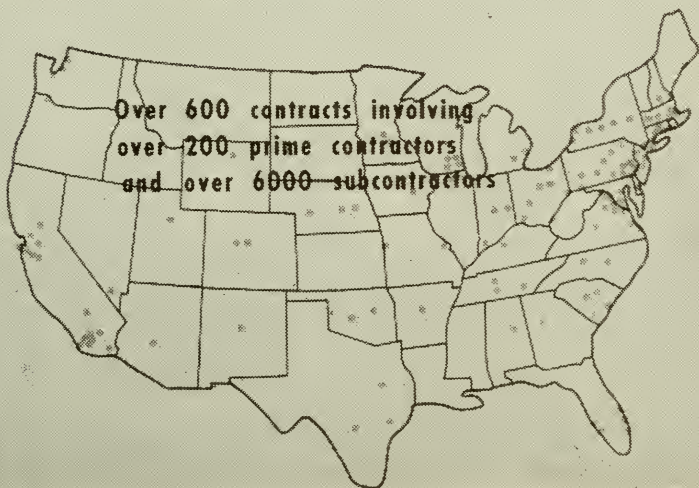 Over 600 contracts involving
over 200 prime contractors
and over 6000 subcontractors